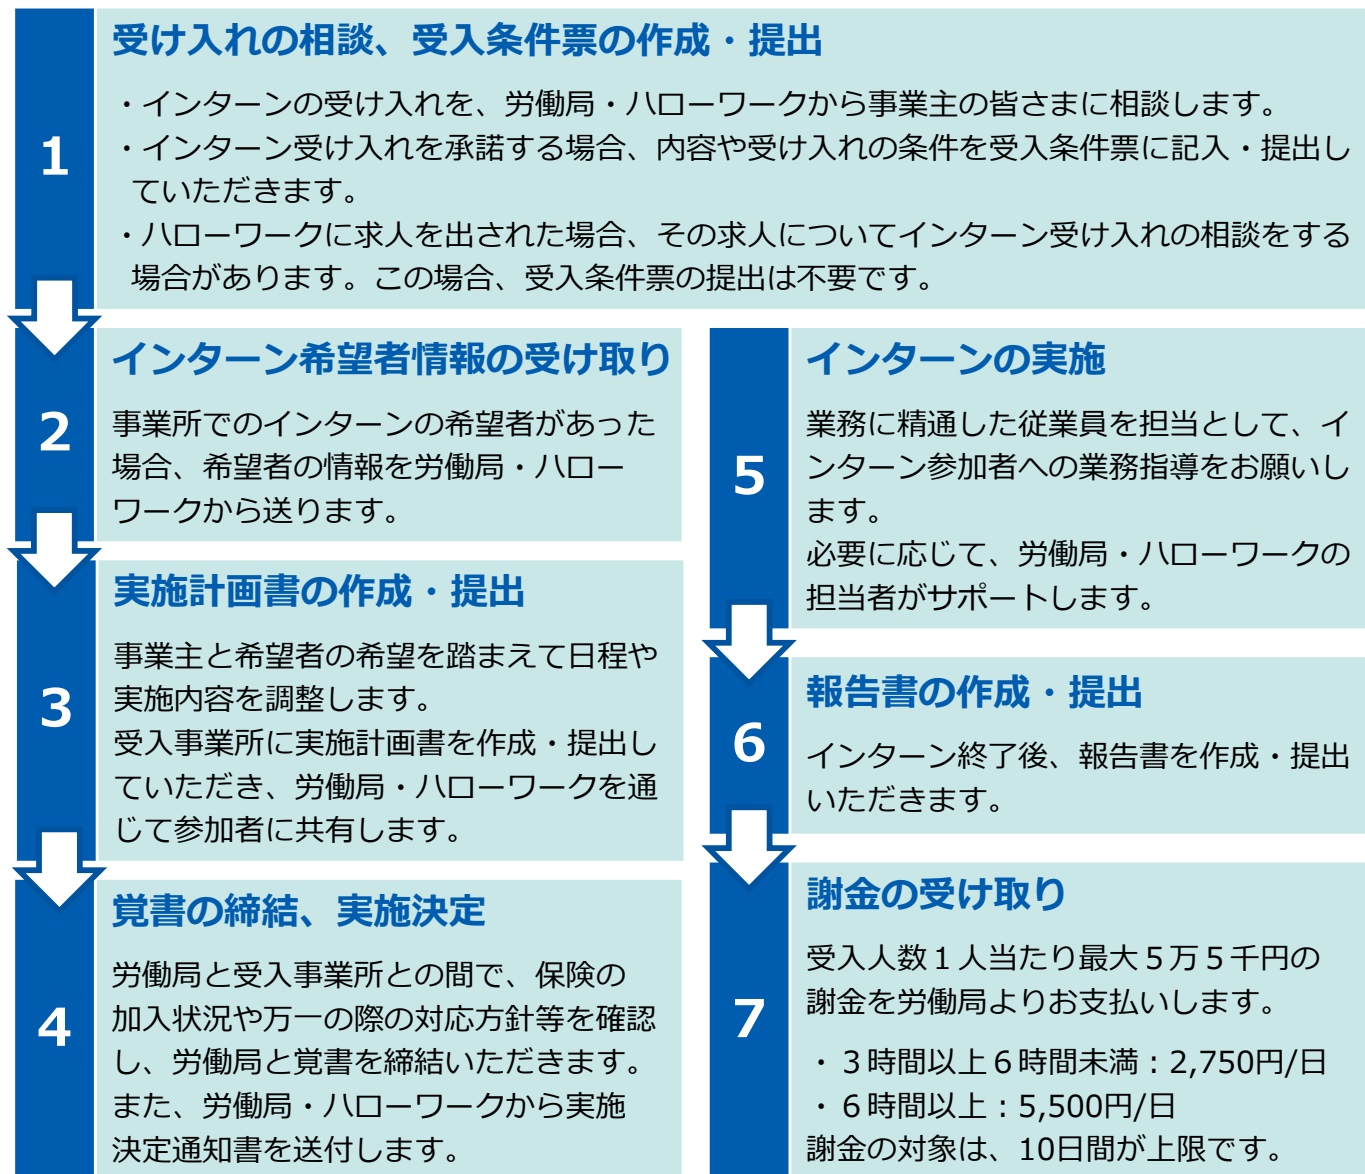 1
受け入れの相談、受入条件票の作成・提出
・インターンの受け入れを、労働局・ハローワークから事業主の皆さまに相談します。
・インターン受け入れを承諾する場合、内容や受け入れの条件を受入条件票に記入・提出し
ていただきます。
・ハローワークに求人を出された場合、その求人についてインターン受け入れの相談をする
場合があります。この場合、受入条件票の提出は不要です。
2
インターン希望者情報の受け取り
事業所でのインターンの希望者があった
場合、希望者の情報を労働局・ハロー
ワークから送ります。
3
実施計画書の作成・提出
事業主と希望者の希望を踏まえて日程や
実施内容を調整します。
受入事業所に実施計画書を作成・提出し
ていただき、労働局・ハローワークを通
じて参加者に共有します。
4
覚書の締結、実施決定
労働局と受入事業所との間で、保険の
加入状況や万一の際の対応方針等を確認
し、労働局と覚書を締結いただきます。
また、労働局・ハローワークから実施
決定通知書を送付します。
5
インターンの実施
業務に精通した従業員を担当として、イ
ンターン参加者への業務指導をお願いし
ます。
必要に応じて、労働局・ハローワークの
担当者がサポートします。
6
報告書の作成・提出
インターン終了後、報告書を作成・提出
いただきます。
7
謝金の受け取り
受入人数１人当たり最大５万５千円の
謝金を労働局よりお支払いします。
・３時間以上６時間未満：2,750円/日
・６時間以上：5,500円/日
謝金の対象は、10日間が上限です。